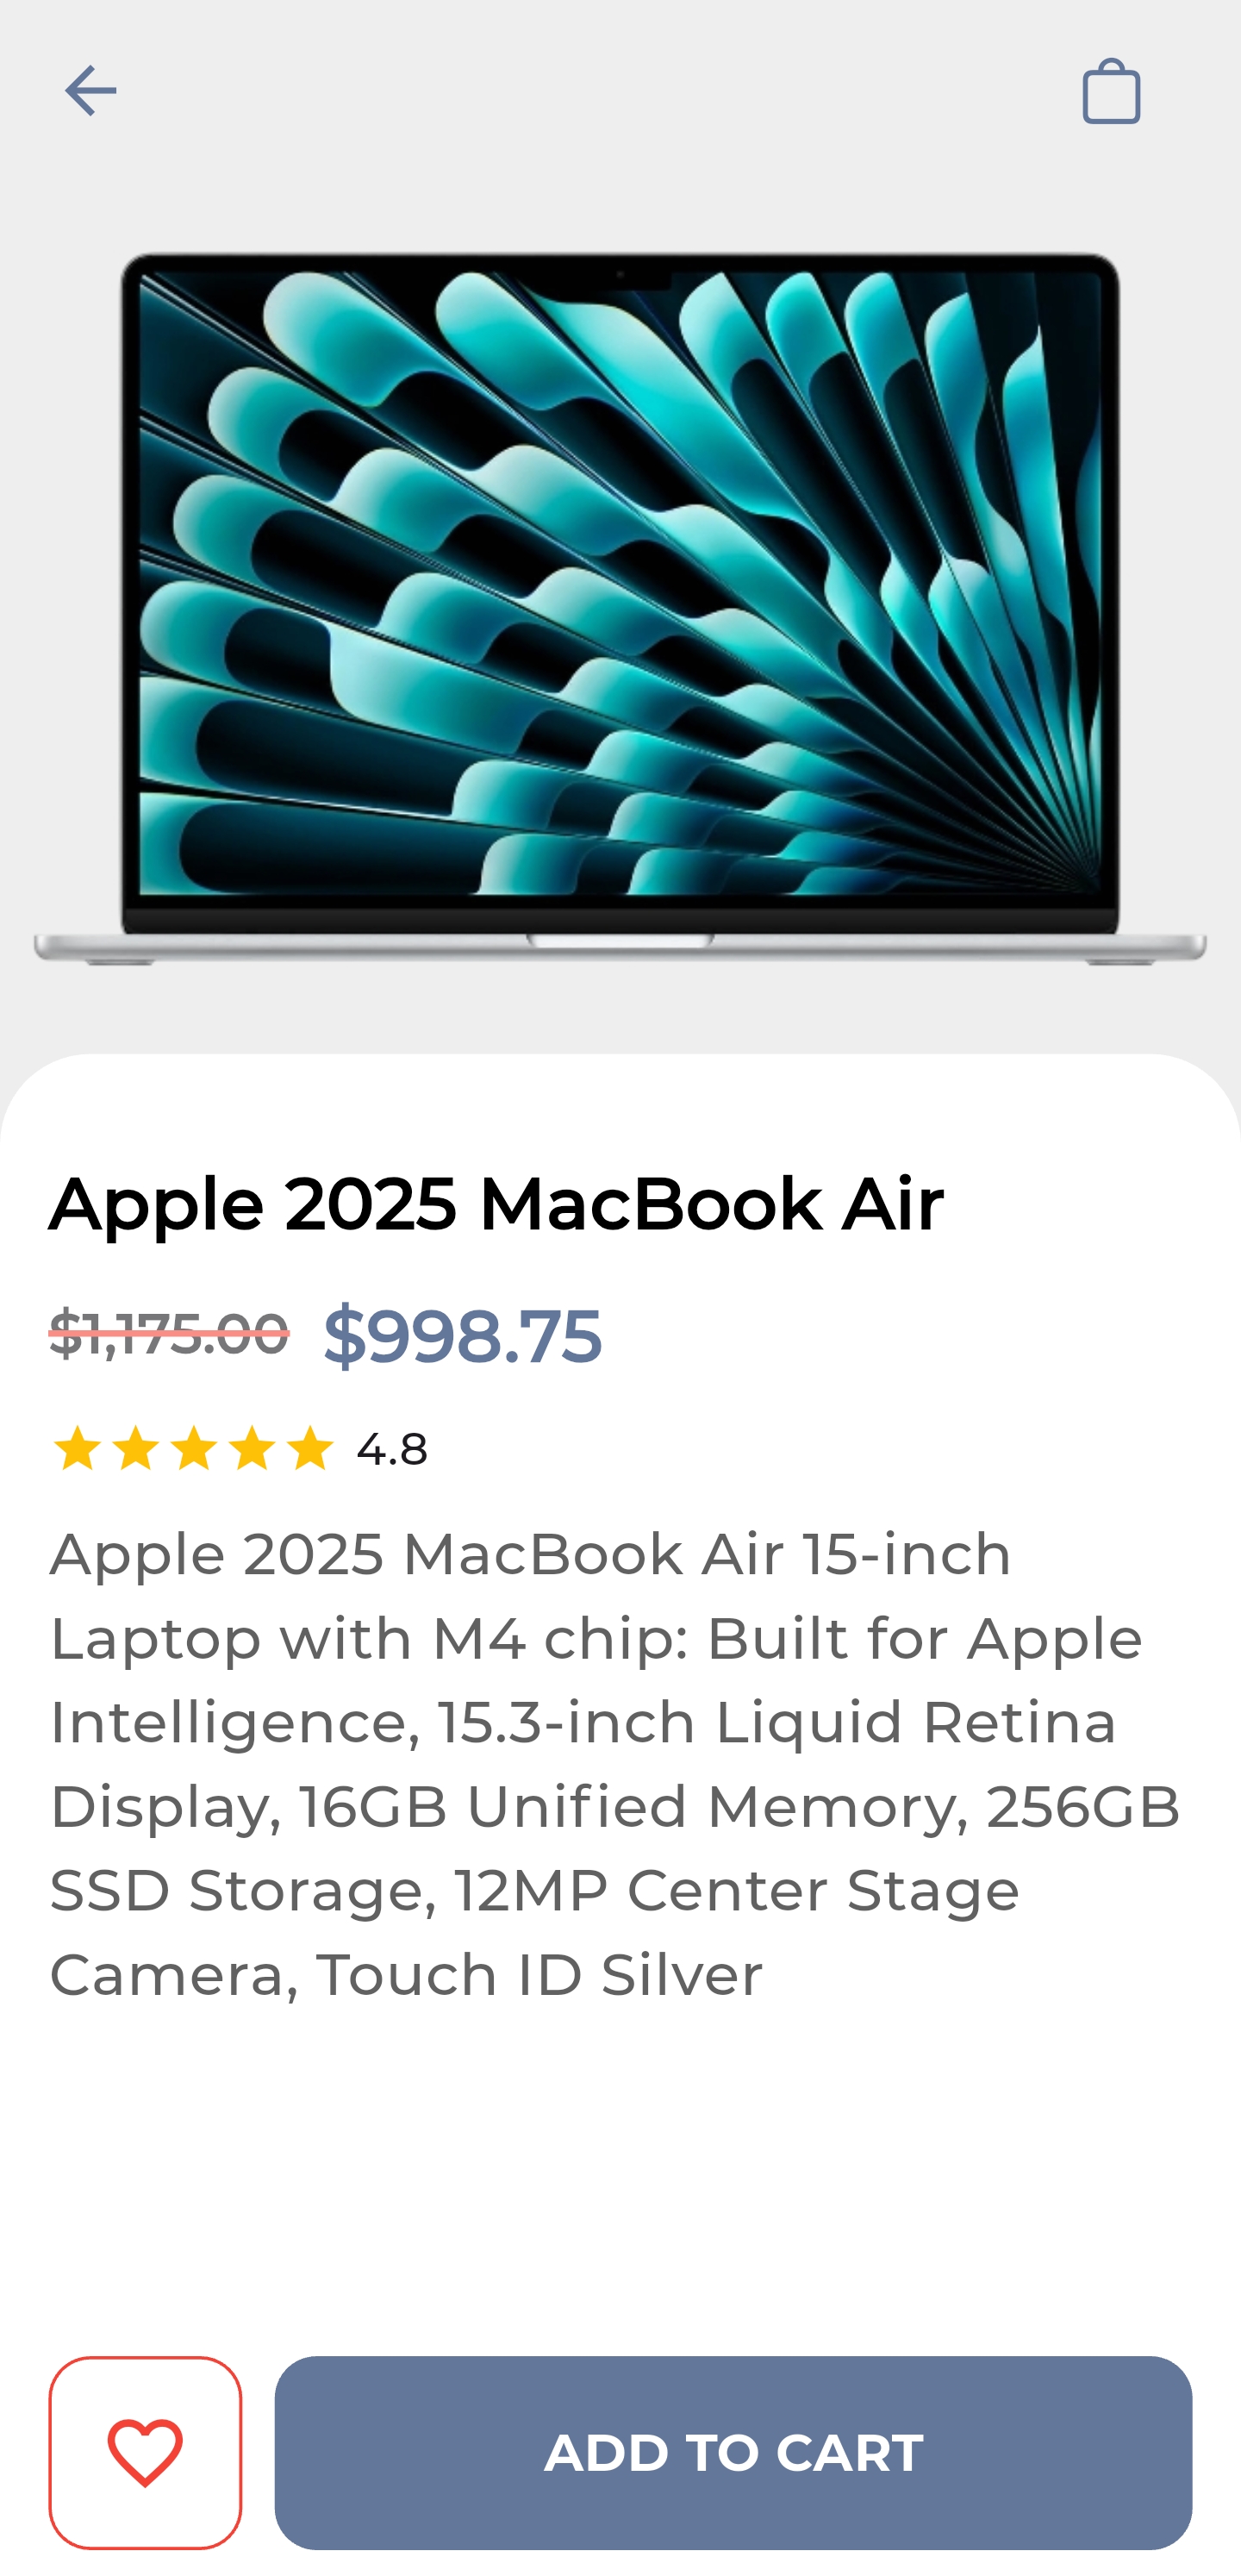 Apple 2025 MacBook Air
$1,175.00 $998.75
4.8
Apple 2025 MacBook Air 15-inch
Laptop with M4 chip: Built for Apple
Intelligence, 15.3-inch Liquid Retina
Display, 16GB Unified Memory, 256GB
SSD Storage, 12MP Center Stage
Camera, Touch ID Silver
ADD TO CART